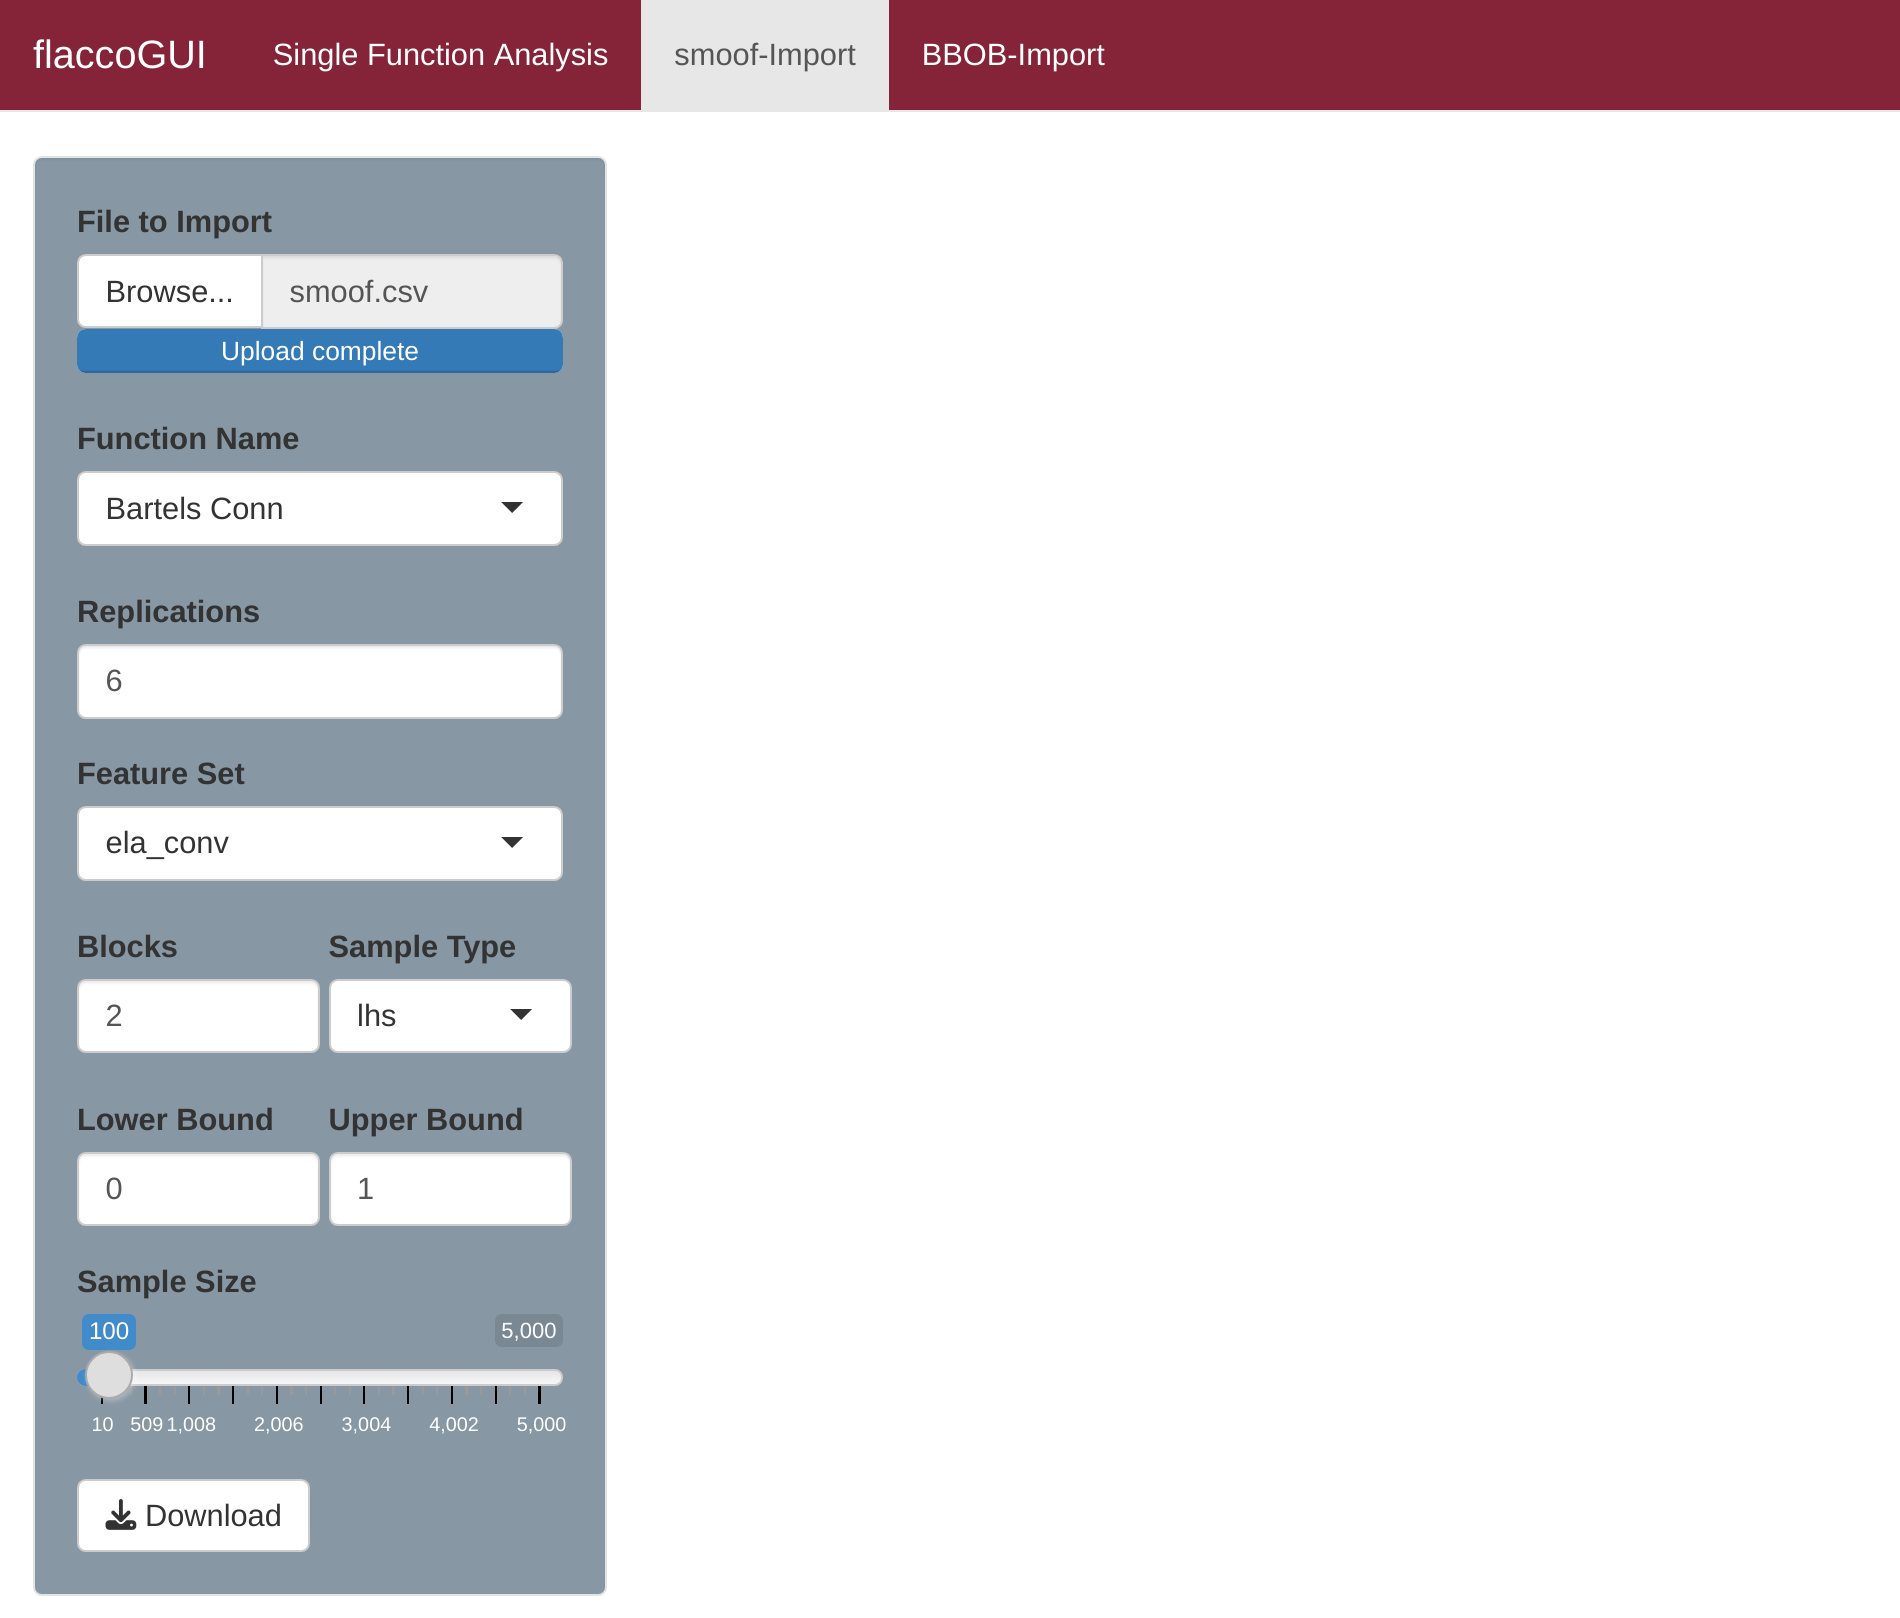 flaccoGUI Single Function Analysis smoof-Import BBOB-Import
File to Import
Browse... smoof.csv
Upload complete
Function Name
Bartels Conn
Replications
6
Feature Set
ela_conv
Blocks Sample Type
2 lhs
Lower Bound Upper Bound
0 1
Sample Size
100 5,000
10 509 1,008 2,006 3,004 4,002 5,000
Download